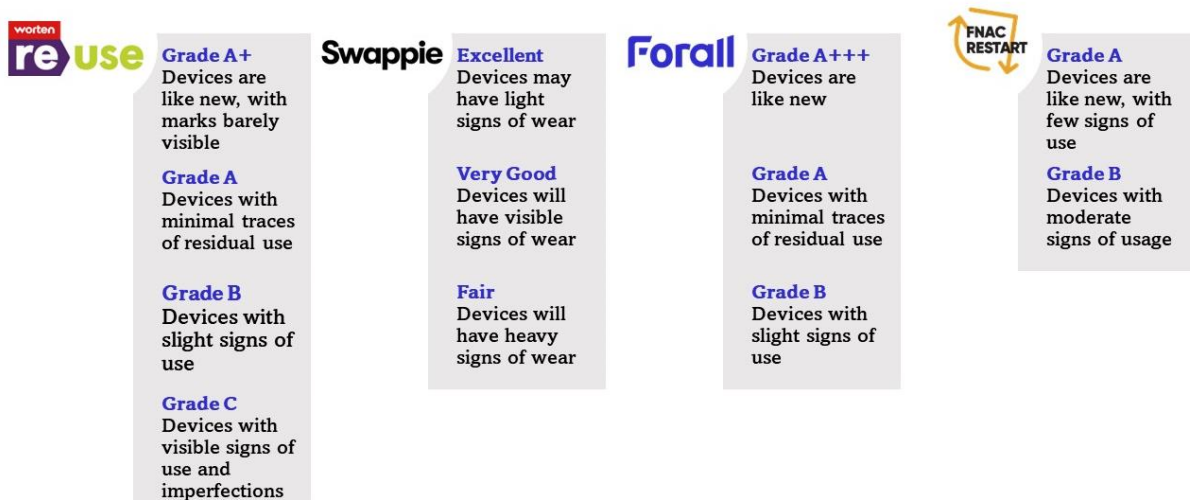 worten
re use
Grade A+
Devices are
like new, with
marks barely
visible
Grade A
Devices with
minimal traces
of residual use
Grade B
Devices with
slight signs of
use
Grade C
Devices with
visible signs of
use and
imperfections
Swappie
Excellent
Devices may
have light
signs of wear
Very Good
Devices will
have visible
signs of wear
Fair
Devices will
have heavy
signs of wear
Forall
Grade A+++
Devices are
like new
Grade A
Devices with
minimal traces
of residual use
Grade B
Devices with
slight signs of
use
FNAC
RESTART
Grade A
Devices are
like new, with
few signs of
use
Grade B
Devices with
moderate
signs of usage